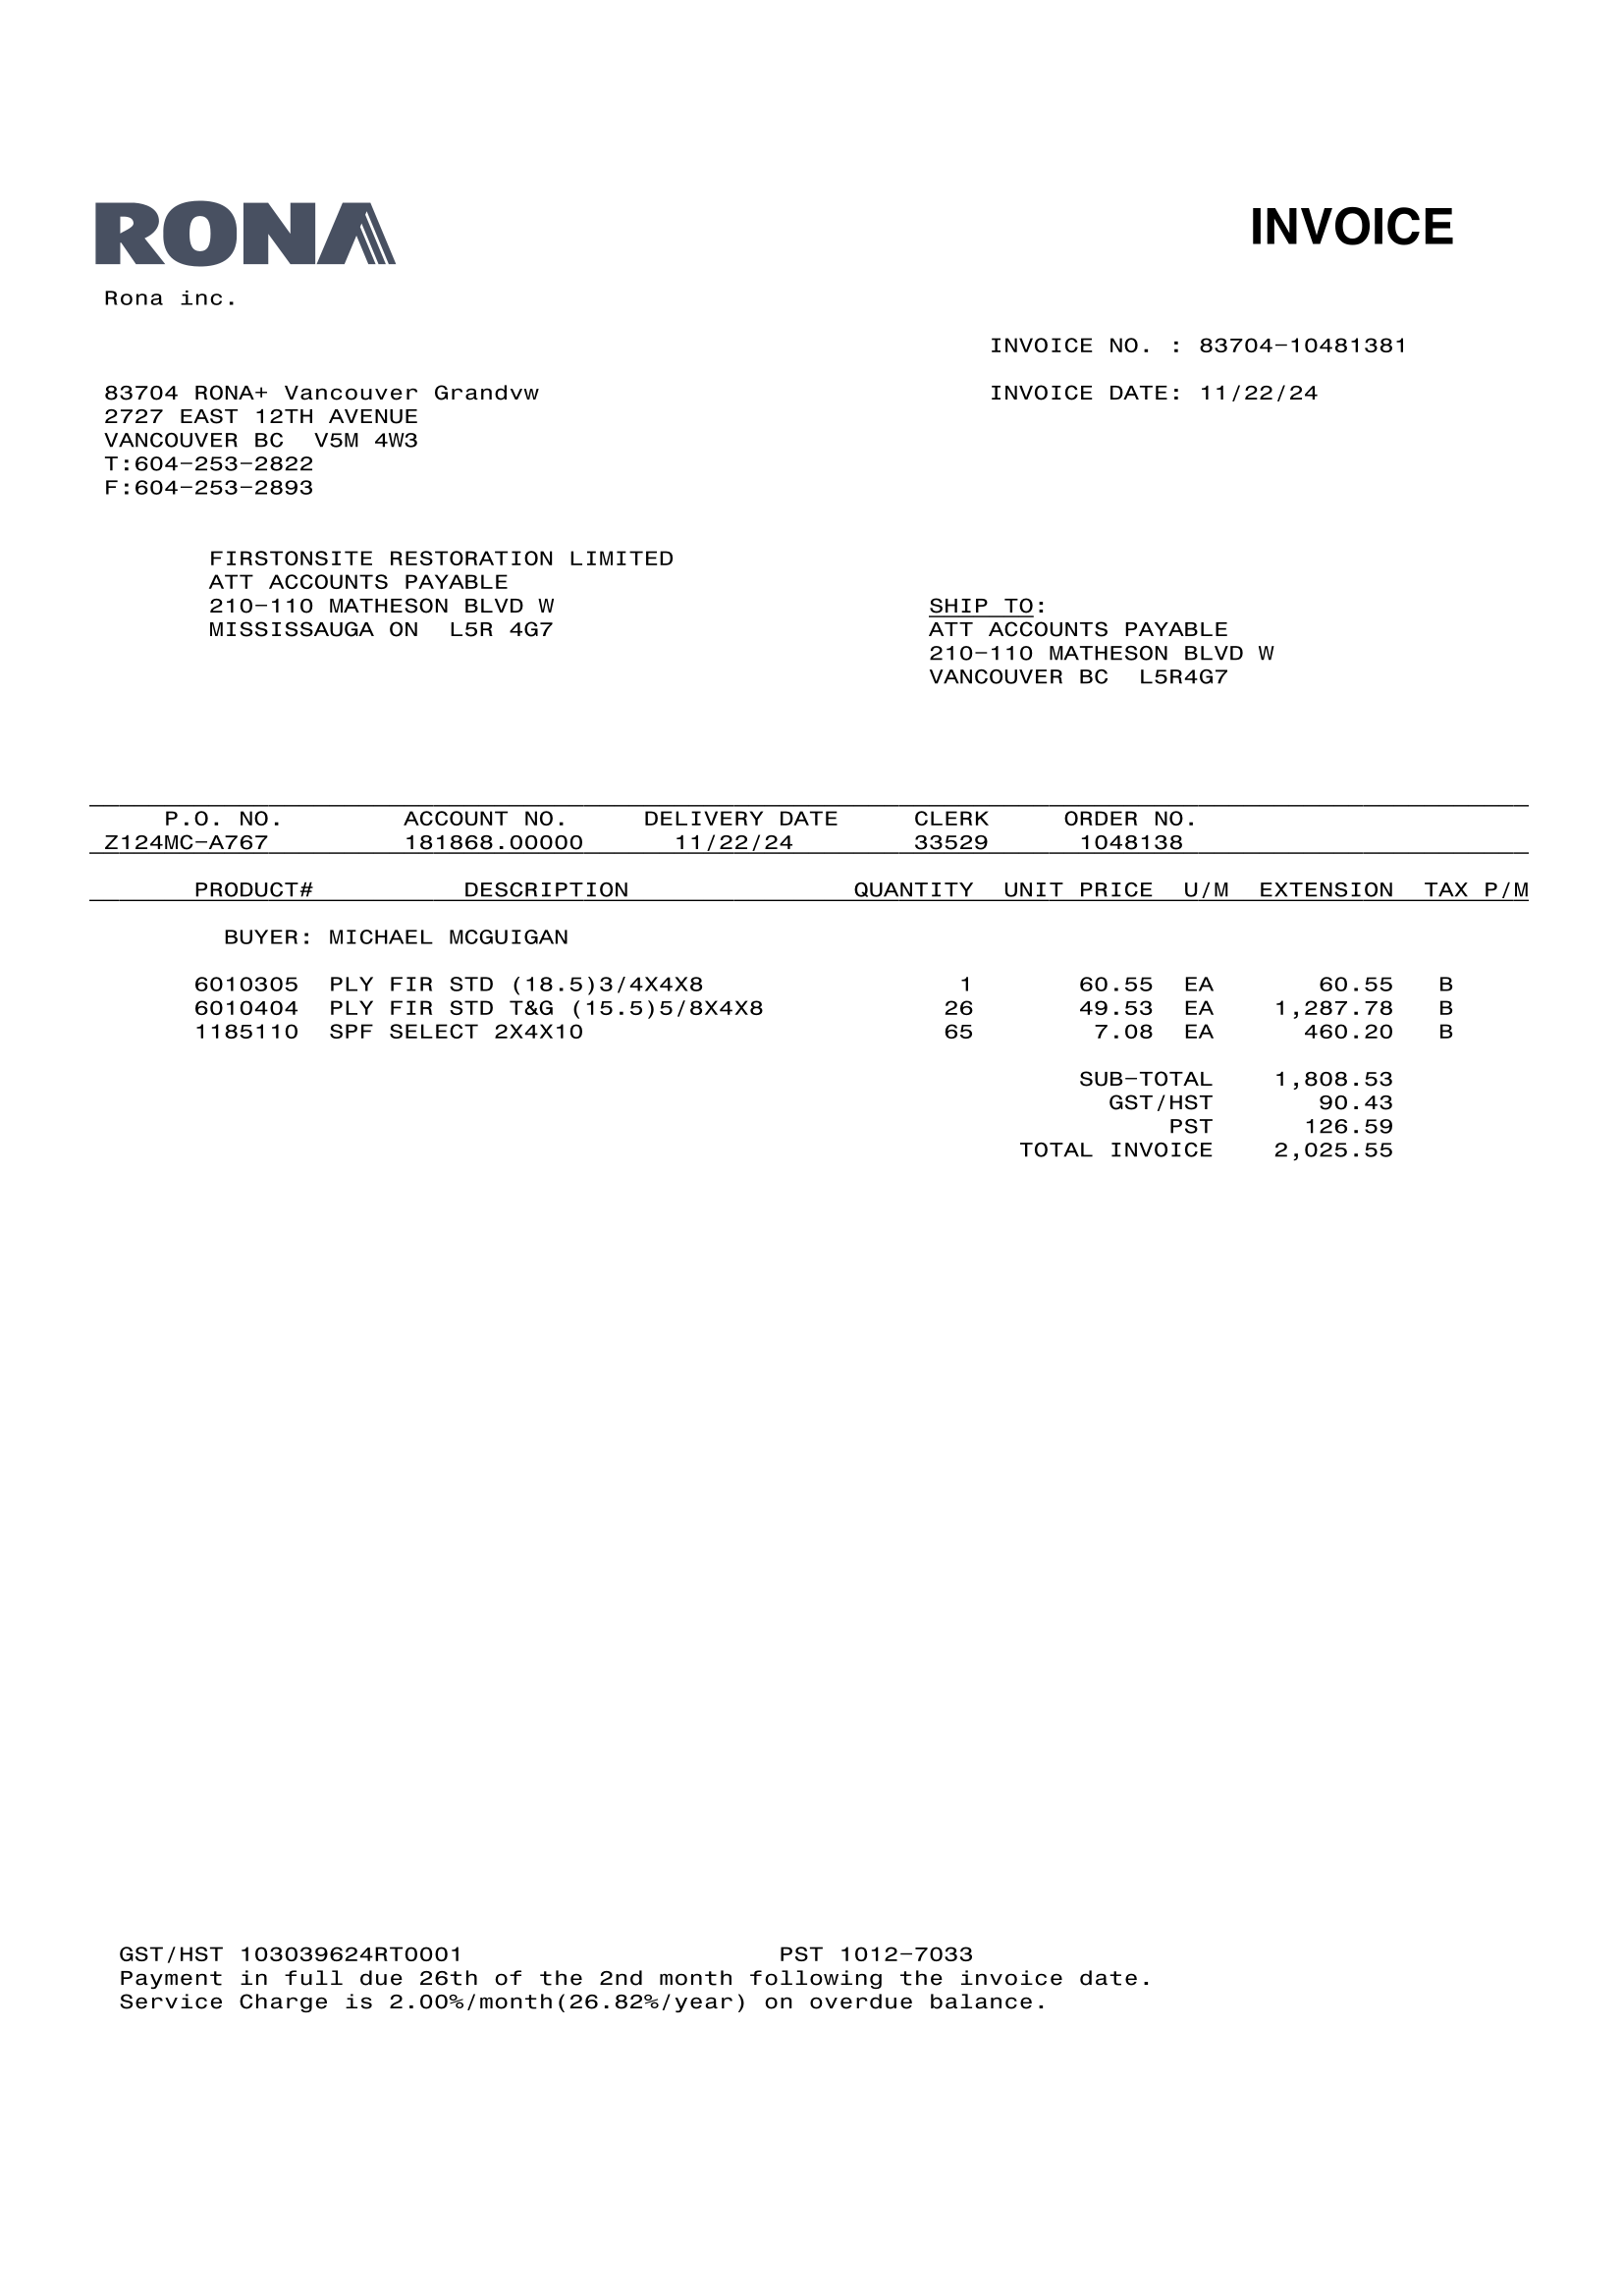 RONA
INVOICE
Rona inc.
INVOICE NO. : 83704-10481381
83704 RONA+ Vancouver Grandvw
INVOICE DATE: 11/22/24
2727 EAST 12TH AVENUE
VANCOUVER BC  V5M 4W3
T:604-253-2822
F:604-253-2893
FIRSTONSITE RESTORATION LIMITED
ATT ACCOUNTS PAYABLE
210-110 MATHESON BLVD W
MISSISSAUGA ON  L5R 4G7
SHIP TO:
ATT ACCOUNTS PAYABLE
210-110 MATHESON BLVD W
VANCOUVER BC  L5R4G7
P.O. NO. ACCOUNT NO. DELIVERY DATE CLERK ORDER NO.
Z124MC-A767 181868.00000 11/22/24 33529 1048138
PRODUCT# DESCRIPTION QUANTITY UNIT PRICE U/M EXTENSION TAX P/M
BUYER: MICHAEL MCGUIGAN
6010305 PLY FIR STD (18.5)3/4X4X8 1 60.55 EA 60.55 B
6010404 PLY FIR STD T&G (15.5)5/8X4X8 26 49.53 EA 1,287.78 B
1185110 SPF SELECT 2X4X10 65 7.08 EA 460.20 B
SUB-TOTAL 1,808.53
GST/HST 90.43
PST 126.59
TOTAL INVOICE 2,025.55
GST/HST 103039624RT0001 PST 1012-7033
Payment in full due 26th of the 2nd month following the invoice date.
Service Charge is 2.00%/month(26.82%/year) on overdue balance.